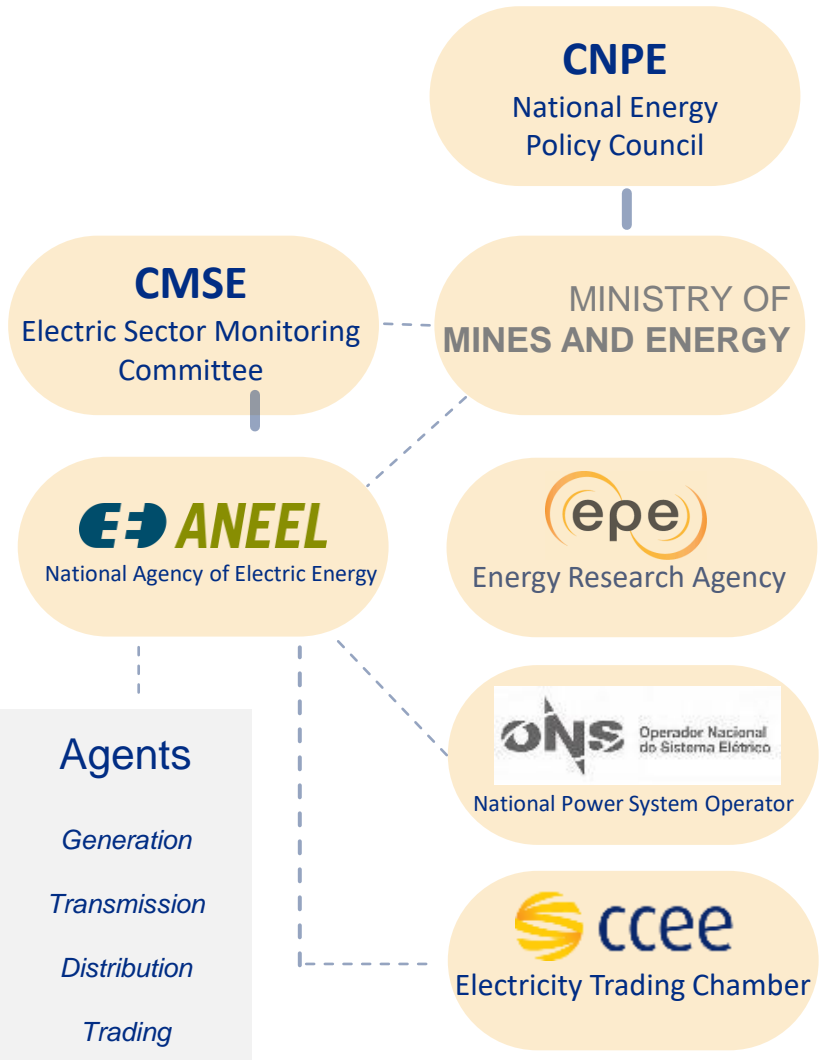 CNPE
National Energy
Policy Council
CMSE
Electric Sector Monitoring
Committee
MINISTRY OF
MINES AND ENERGY
ANEEL
National Agency of Electric Energy
epe
Energy Research Agency
ONS
Operador Nacional
do Sistema Elétrico
National Power System Operator
Agents
Generation
Transmission
Distribution
Trading
ccee
Electricity Trading Chamber